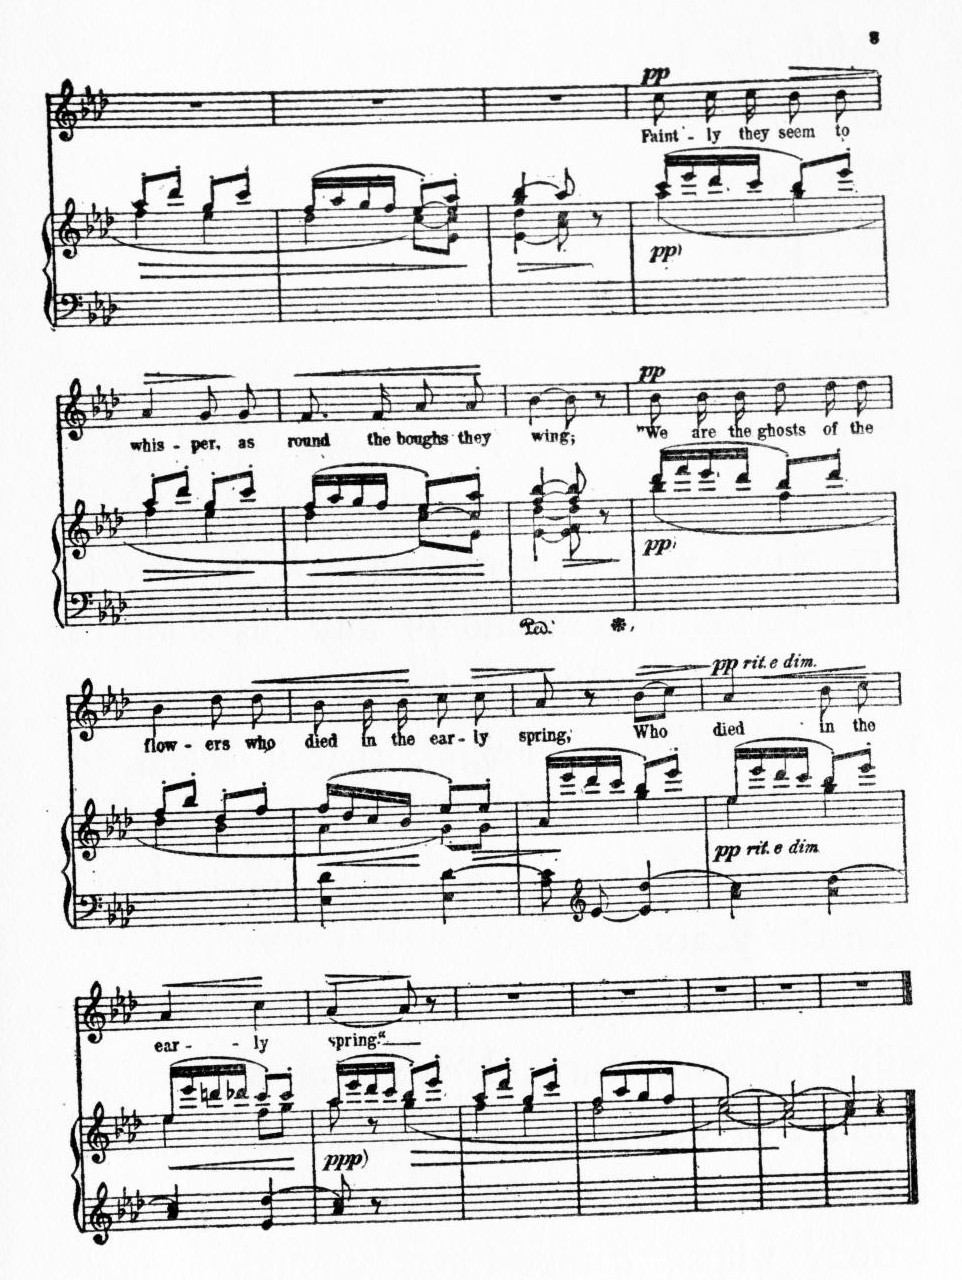 3
pp
Faint - ly they seem to
pp
whis - per, as round the boughs they wing;
pp
"We are the ghosts of the
pp
Ped. *
pp rit. e dim.
flow - ers who died in the ear - ly spring, Who died in the
pp rit. e dim
ear - - ly spring."
ppp